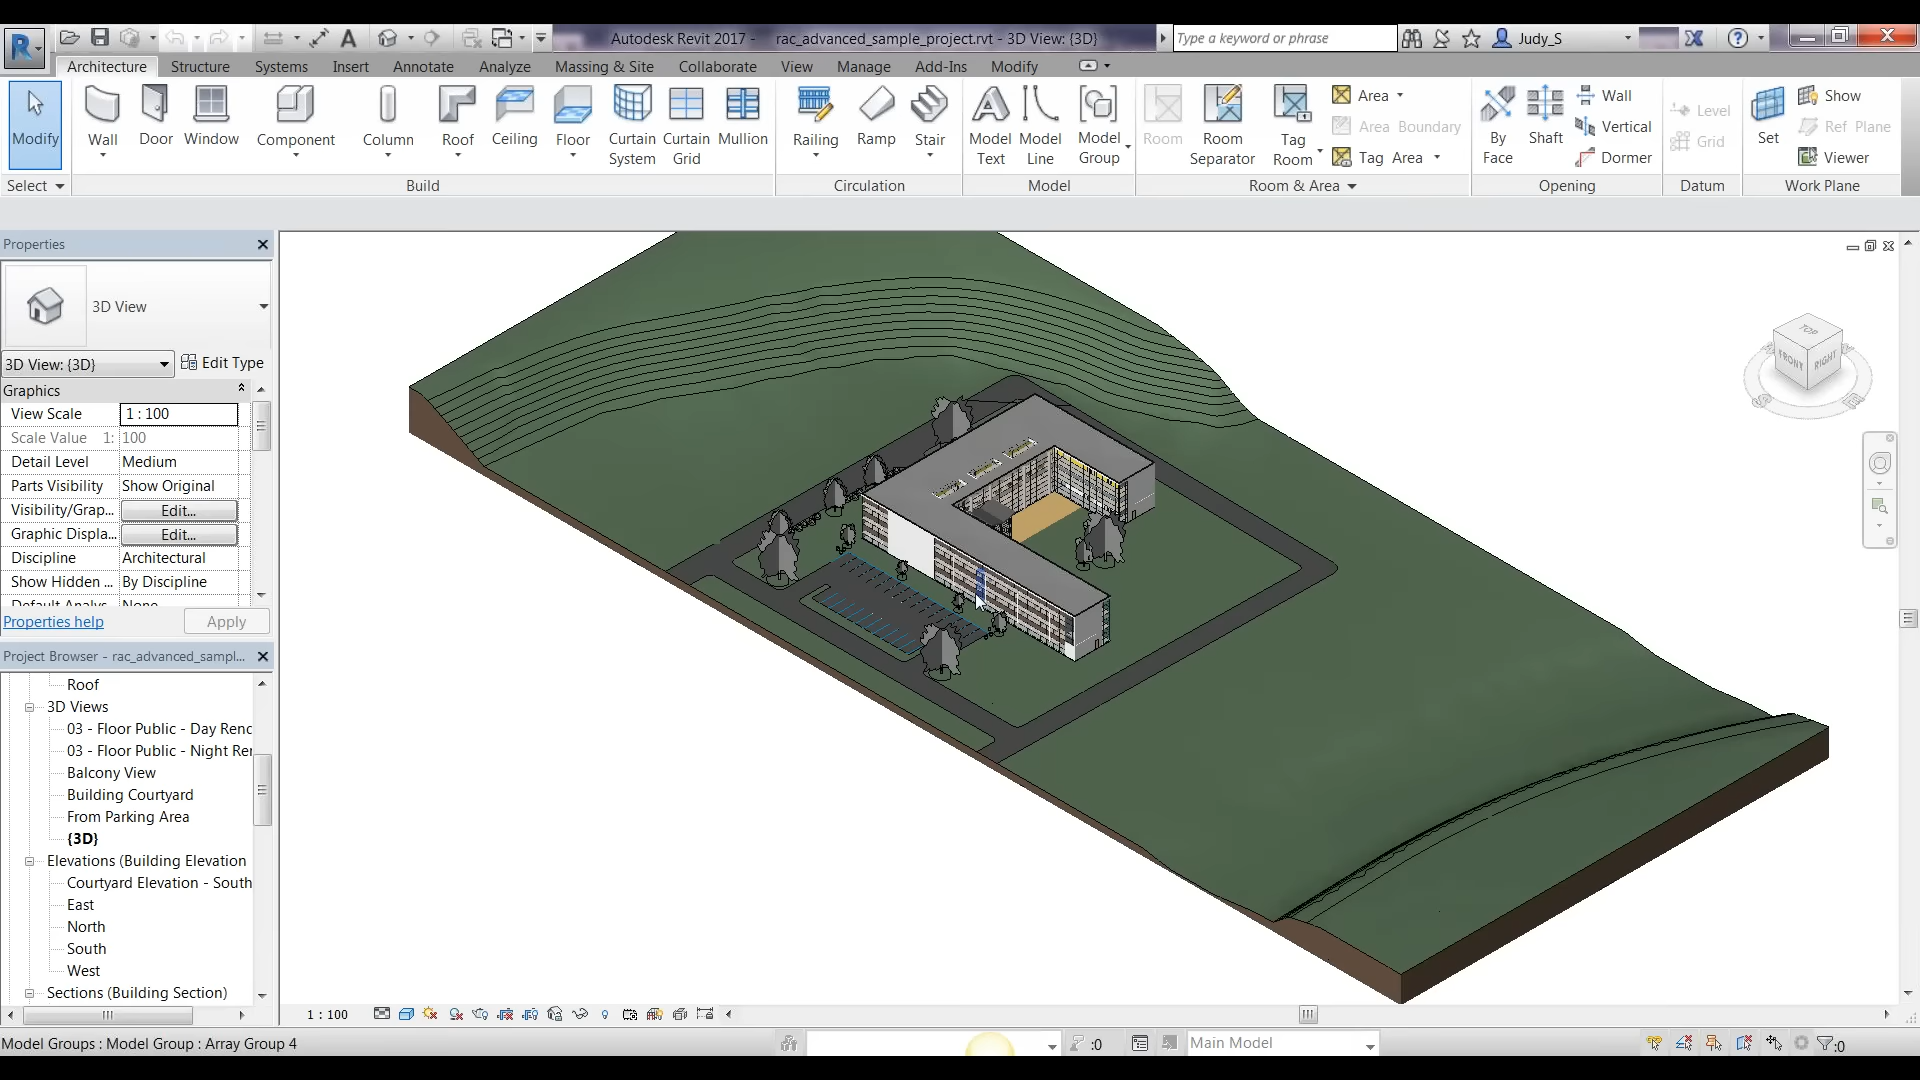 Autodesk Revit 2017 - rac_advanced_sample_project.rvt - 3D View: {3D}
Type a keyword or phrase
Judy_S
Architecture Structure Systems Insert Annotate Analyze Massing & Site Collaborate View Manage Add-Ins Modify
Modify
Wall
Door
Window
Component
Column
Roof
Ceiling
Floor
Curtain System
Curtain Grid
Mullion
Railing
Ramp
Stair
Model Text
Model Line
Model Group
Room
Room Separator
Tag Room
Area
Area Boundary
Tag Area
By Face
Shaft
Wall
Vertical
Dormer
Level
Grid
Set
Show
Ref Plane
Viewer
Select Build Circulation Model Room & Area Opening Datum Work Plane
Properties
3D View
3D View: {3D} Edit Type
Graphics
View Scale 1 : 100
Scale Value 1: 100
Detail Level Medium
Parts Visibility Show Original
Visibility/Grap... Edit...
Graphic Displa... Edit...
Discipline Architectural
Show Hidden ... By Discipline
Default Analys None
Properties help Apply
Project Browser - rac_advanced_sampl...
Roof
3D Views
03 - Floor Public - Day Renc
03 - Floor Public - Night Rer
Balcony View
Building Courtyard
From Parking Area
{3D}
Elevations (Building Elevation
Courtyard Elevation - South
East
North
South
West
Sections (Building Section)
TOP
FRONT RIGHT
1 : 100
Model Groups : Model Group : Array Group 4
:0
Main Model
:0